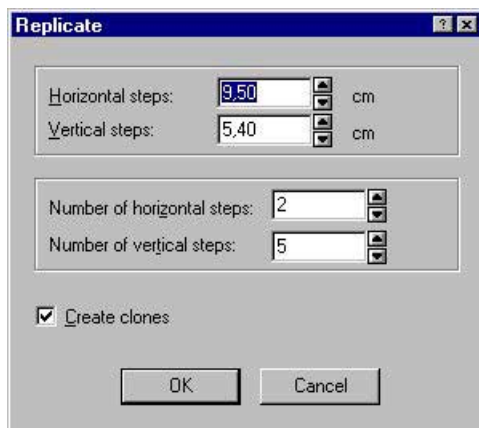 Replicate
Horizontal steps: 9,50 cm
Vertical steps: 5,40 cm
Number of horizontal steps: 2
Number of vertical steps: 5
Create clones
OK Cancel